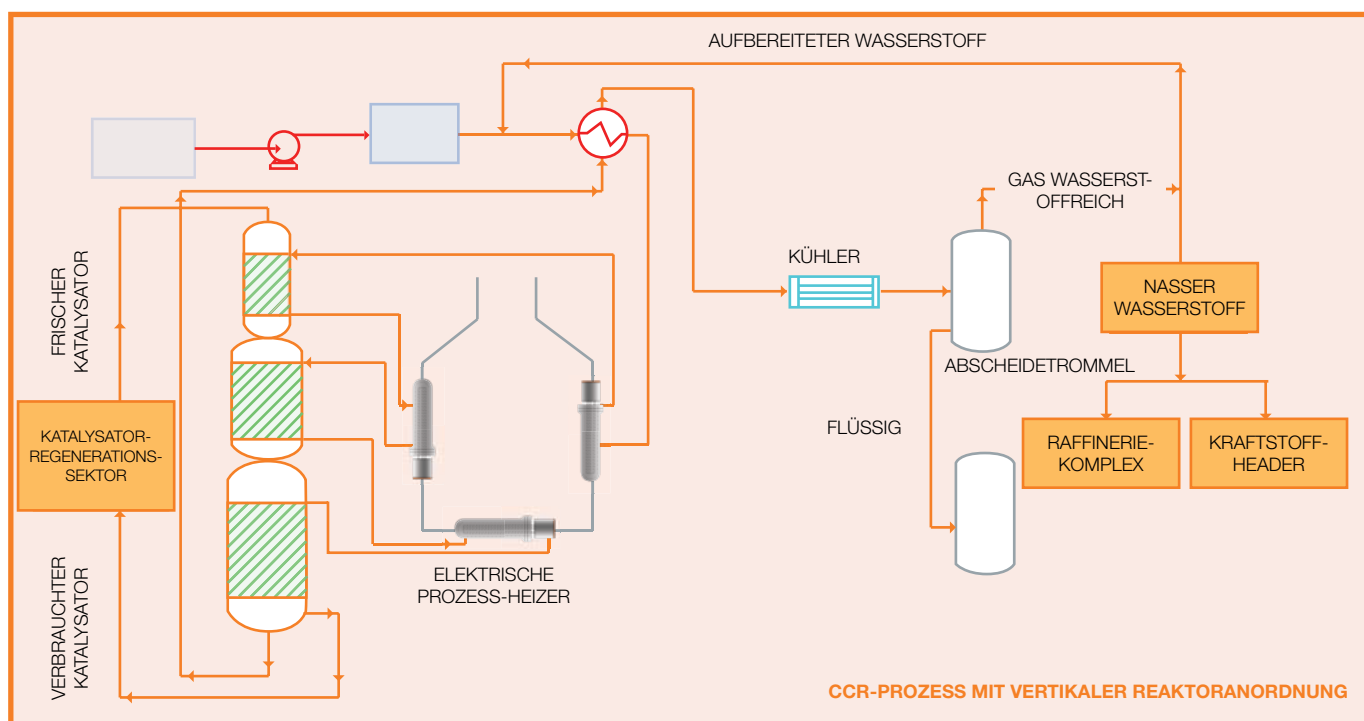 AUFBEREITETER WASSERSTOFF
GAS WASSERST-
OFFREICH
KÜHLER
NASSER
WASSERSTOFF
FRISCHER
KATALYSATOR
ABSCHEIDETROMMEL
KATALYSATOR-
REGENERATIONS-
SEKTOR
FLÜSSIG
RAFFINERIE-
KOMPLEX
KRAFTSTOFF-
HEADER
ELEKTRISCHE
PROZESS-HEIZER
VERBRAUCHTER
KATALYSATOR
CCR-PROZESS MIT VERTIKALER REAKTORANORDNUNG